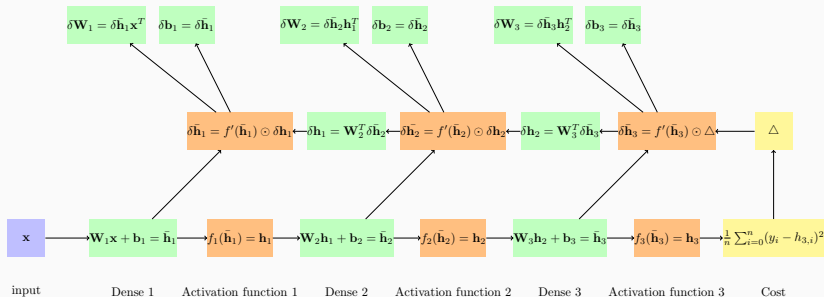 δW₁ = δh̄₁xᵀ δb₁ = δh̄₁ δW₂ = δh̄₂h₁ᵀ δb₂ = δh̄₂ δW₃ = δh̄₃h₂ᵀ δb₃ = δh̄₃
δh̄₁ = f′(h̄₁) ⊙ δh₁ δh₁ = W₂ᵀδh̄₂ δh̄₂ = f′(h̄₂) ⊙ δh₂ δh₂ = W₃ᵀδh̄₃ δh̄₃ = f′(h̄₃) ⊙ △ △
x W₁x + b₁ = h̄₁ f₁(h̄₁) = h₁ W₂h₁ + b₂ = h̄₂ f₂(h̄₂) = h₂ W₃h₂ + b₃ = h̄₃ f₃(h̄₃) = h₃ 1/n ∑ᵢ₌₀ⁿ(yᵢ − h₃,ᵢ)²
input Dense 1 Activation function 1 Dense 2 Activation function 2 Dense 3 Activation function 3 Cost